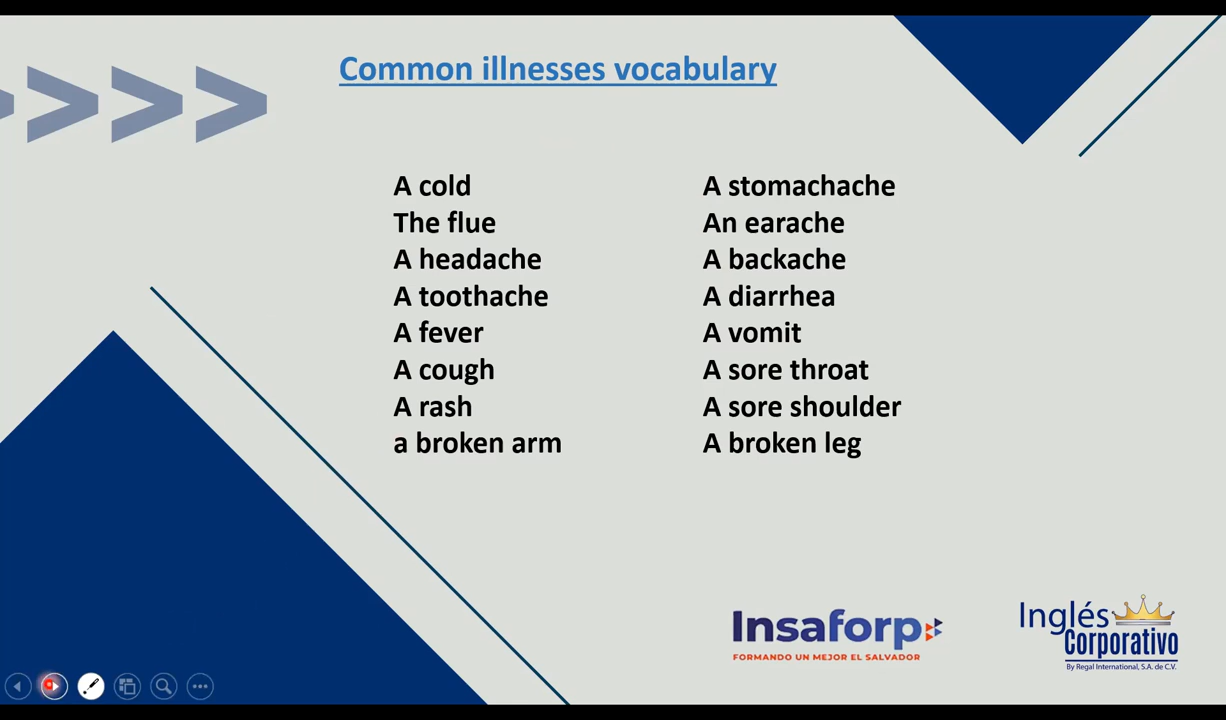 Common illnesses vocabulary
A cold
The flue
A headache
A toothache
A fever
A cough
A rash
a broken arm
A stomachache
An earache
A backache
A diarrhea
A vomit
A sore throat
A sore shoulder
A broken leg
Insaforp
FORMANDO UN MEJOR EL SALVADOR
Inglés
Corporativo
By Regal International, S.A. de C.V.